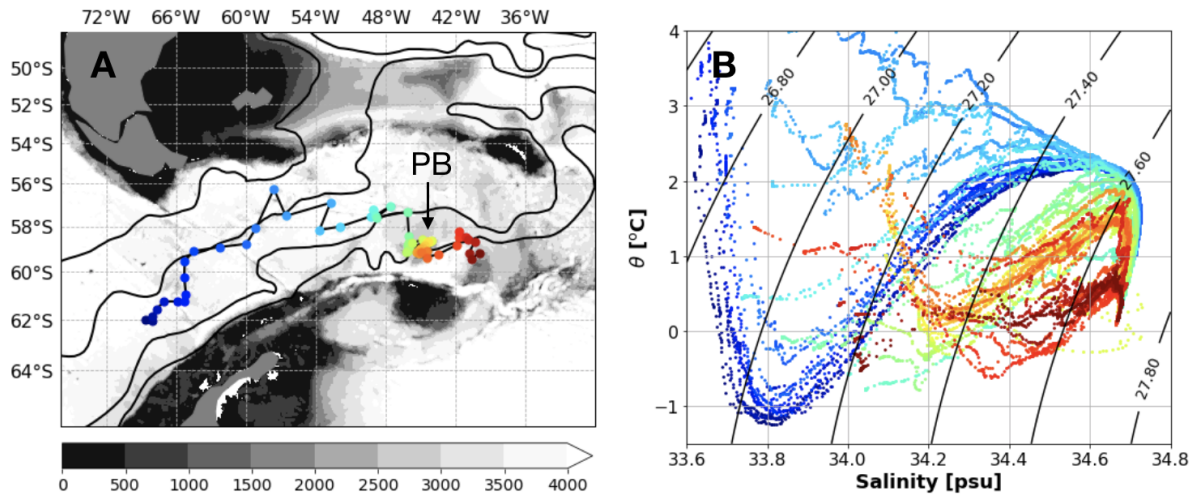 72°W 66°W 60°W 54°W 48°W 42°W 36°W
A
50°S
52°S
54°S
56°S
58°S
60°S
62°S
64°S
PB
0 500 1000 1500 2000 2500 3000 3500 4000
B
4
3
2
1
0
−1
θ [°C]
26.80
27.00
27.20
27.40
27.60
27.80
33.6 33.8 34.0 34.2 34.4 34.6 34.8
Salinity [psu]